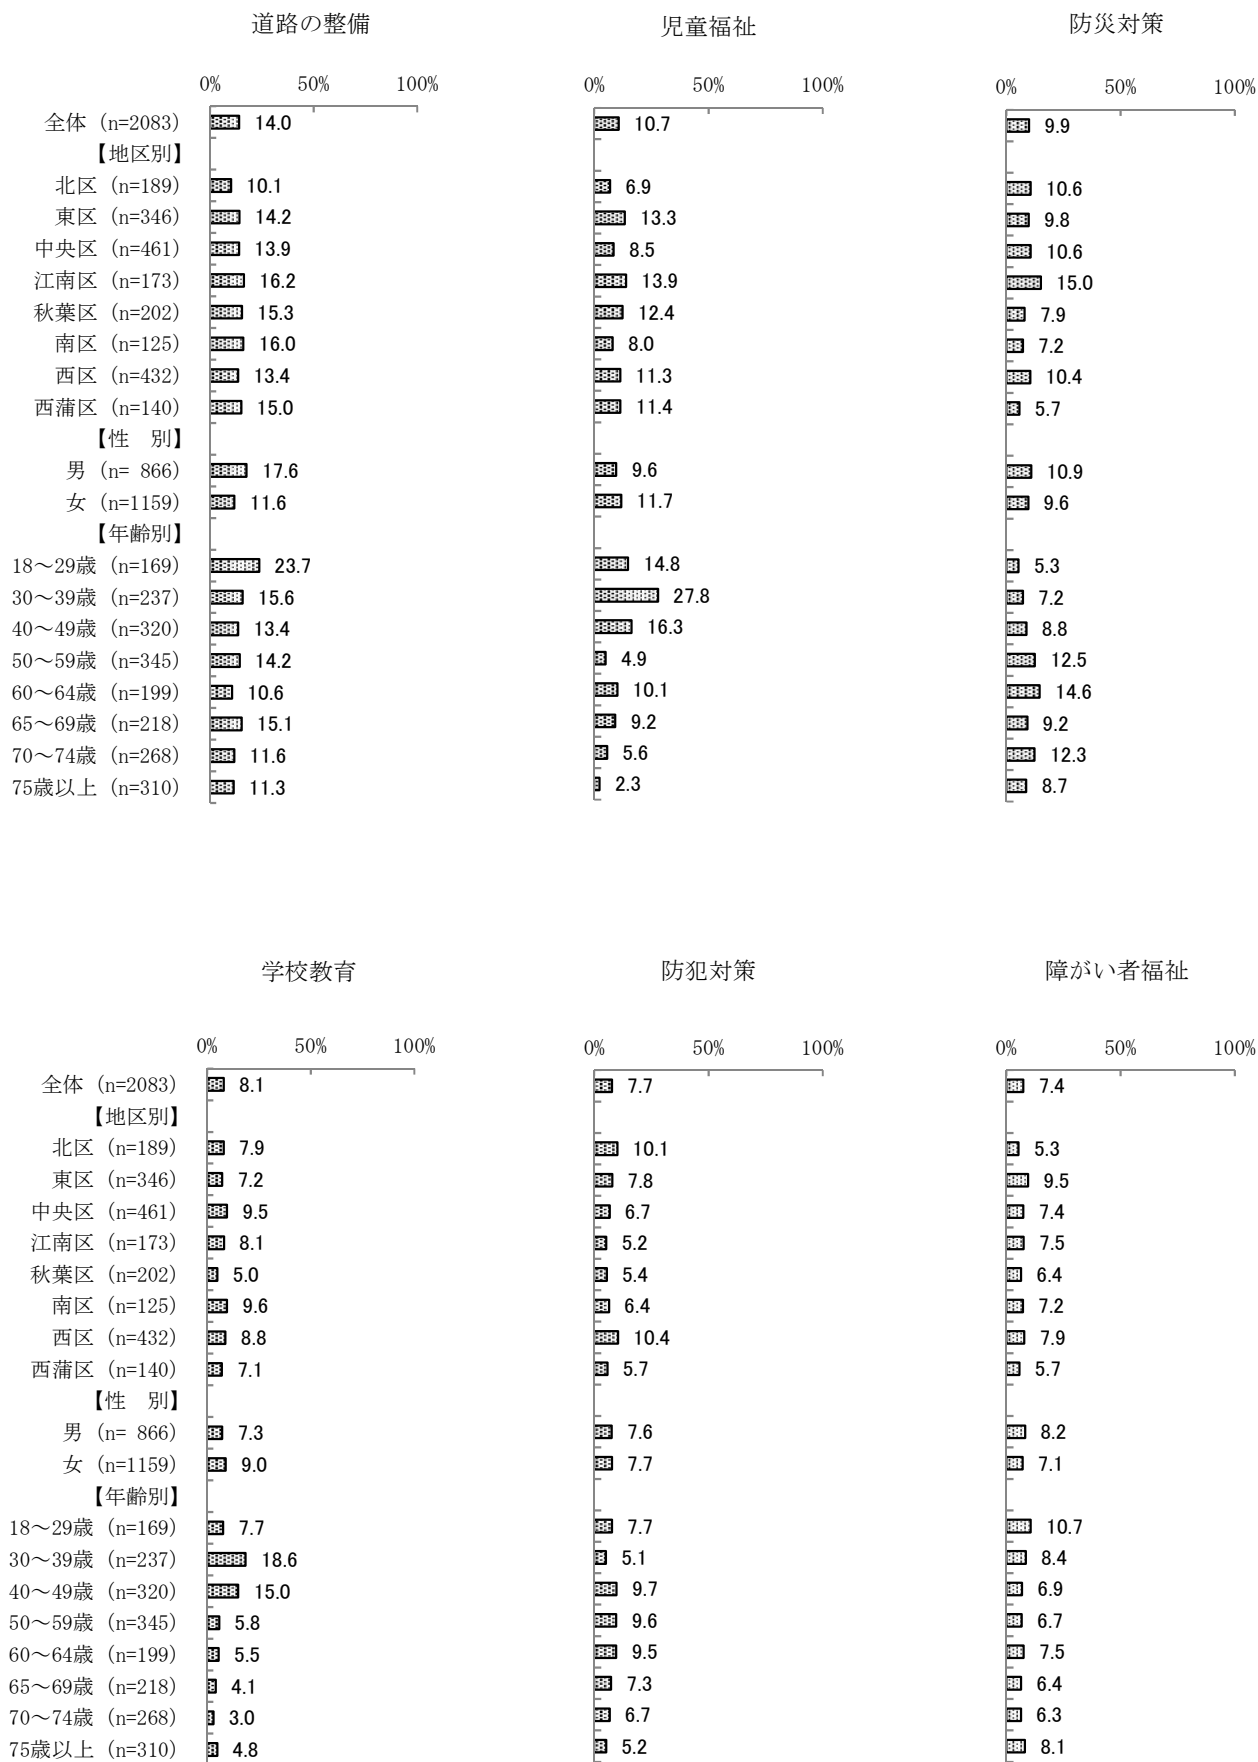 道路の整備 児童福祉 防災対策
0% 50% 100% 0% 50% 100% 0% 50% 100%
全体 (n=2083) 14.0 10.7 9.9
【地区別】
北区 (n=189) 10.1 6.9 10.6
東区 (n=346) 14.2 13.3 9.8
中央区 (n=461) 13.9 8.5 10.6
江南区 (n=173) 16.2 13.9 15.0
秋葉区 (n=202) 15.3 12.4 7.9
南区 (n=125) 16.0 8.0 7.2
西区 (n=432) 13.4 11.3 10.4
西蒲区 (n=140) 15.0 11.4 5.7
【性　別】
男 (n= 866) 17.6 9.6 10.9
女 (n=1159) 11.6 11.7 9.6
【年齢別】
18～29歳 (n=169) 23.7 14.8 5.3
30～39歳 (n=237) 15.6 27.8 7.2
40～49歳 (n=320) 13.4 16.3 8.8
50～59歳 (n=345) 14.2 4.9 12.5
60～64歳 (n=199) 10.6 10.1 14.6
65～69歳 (n=218) 15.1 9.2 9.2
70～74歳 (n=268) 11.6 5.6 12.3
75歳以上 (n=310) 11.3 2.3 8.7
学校教育 防犯対策 障がい者福祉
0% 50% 100% 0% 50% 100% 0% 50% 100%
全体 (n=2083) 8.1 7.7 7.4
【地区別】
北区 (n=189) 7.9 10.1 5.3
東区 (n=346) 7.2 7.8 9.5
中央区 (n=461) 9.5 6.7 7.4
江南区 (n=173) 8.1 5.2 7.5
秋葉区 (n=202) 5.0 5.4 6.4
南区 (n=125) 9.6 6.4 7.2
西区 (n=432) 8.8 10.4 7.9
西蒲区 (n=140) 7.1 5.7 5.7
【性　別】
男 (n= 866) 7.3 7.6 8.2
女 (n=1159) 9.0 7.7 7.1
【年齢別】
18～29歳 (n=169) 7.7 7.7 10.7
30～39歳 (n=237) 18.6 5.1 8.4
40～49歳 (n=320) 15.0 9.7 6.9
50～59歳 (n=345) 5.8 9.6 6.7
60～64歳 (n=199) 5.5 9.5 7.5
65～69歳 (n=218) 4.1 7.3 6.4
70～74歳 (n=268) 3.0 6.7 6.3
75歳以上 (n=310) 4.8 5.2 8.1